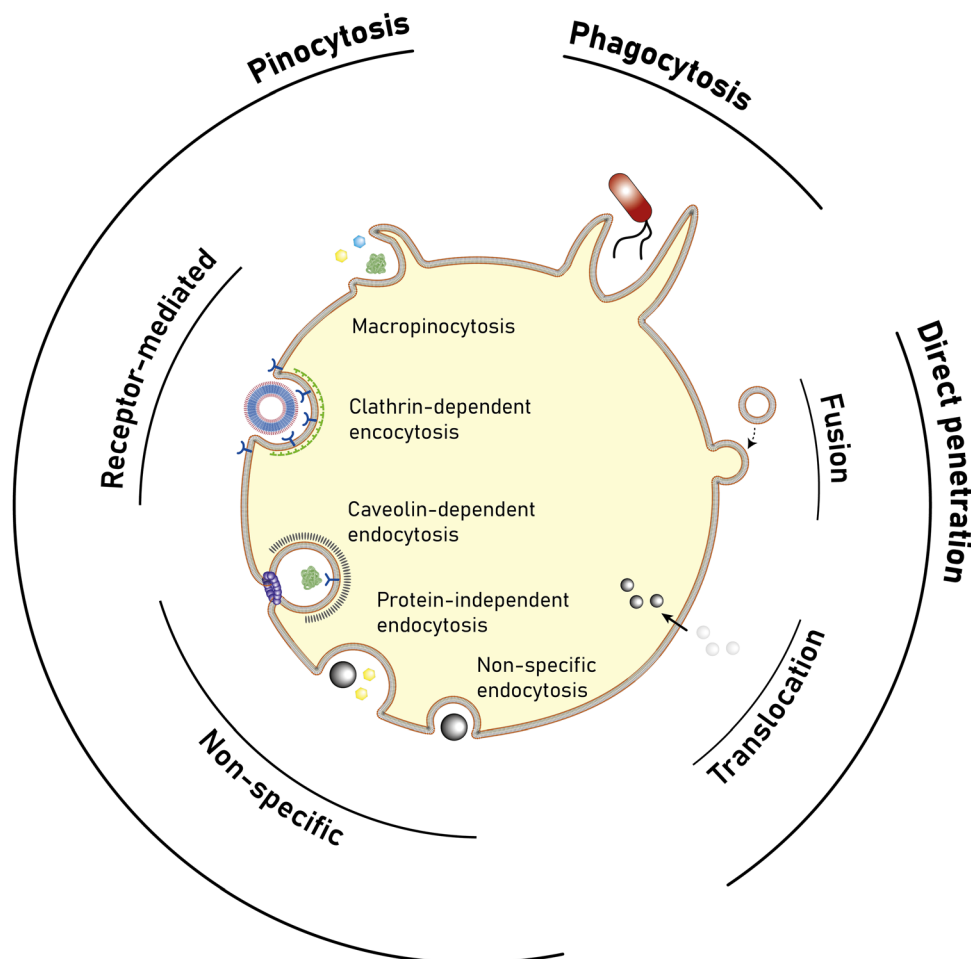 Pinocytosis
Phagocytosis
Receptor-mediated
Direct penetration
Fusion
Macropinocytosis
Clathrin-dependent
encocytosis
Caveolin-dependent
endocytosis
Protein-independent
endocytosis
Non-specific
endocytosis
Translocation
Non-specific